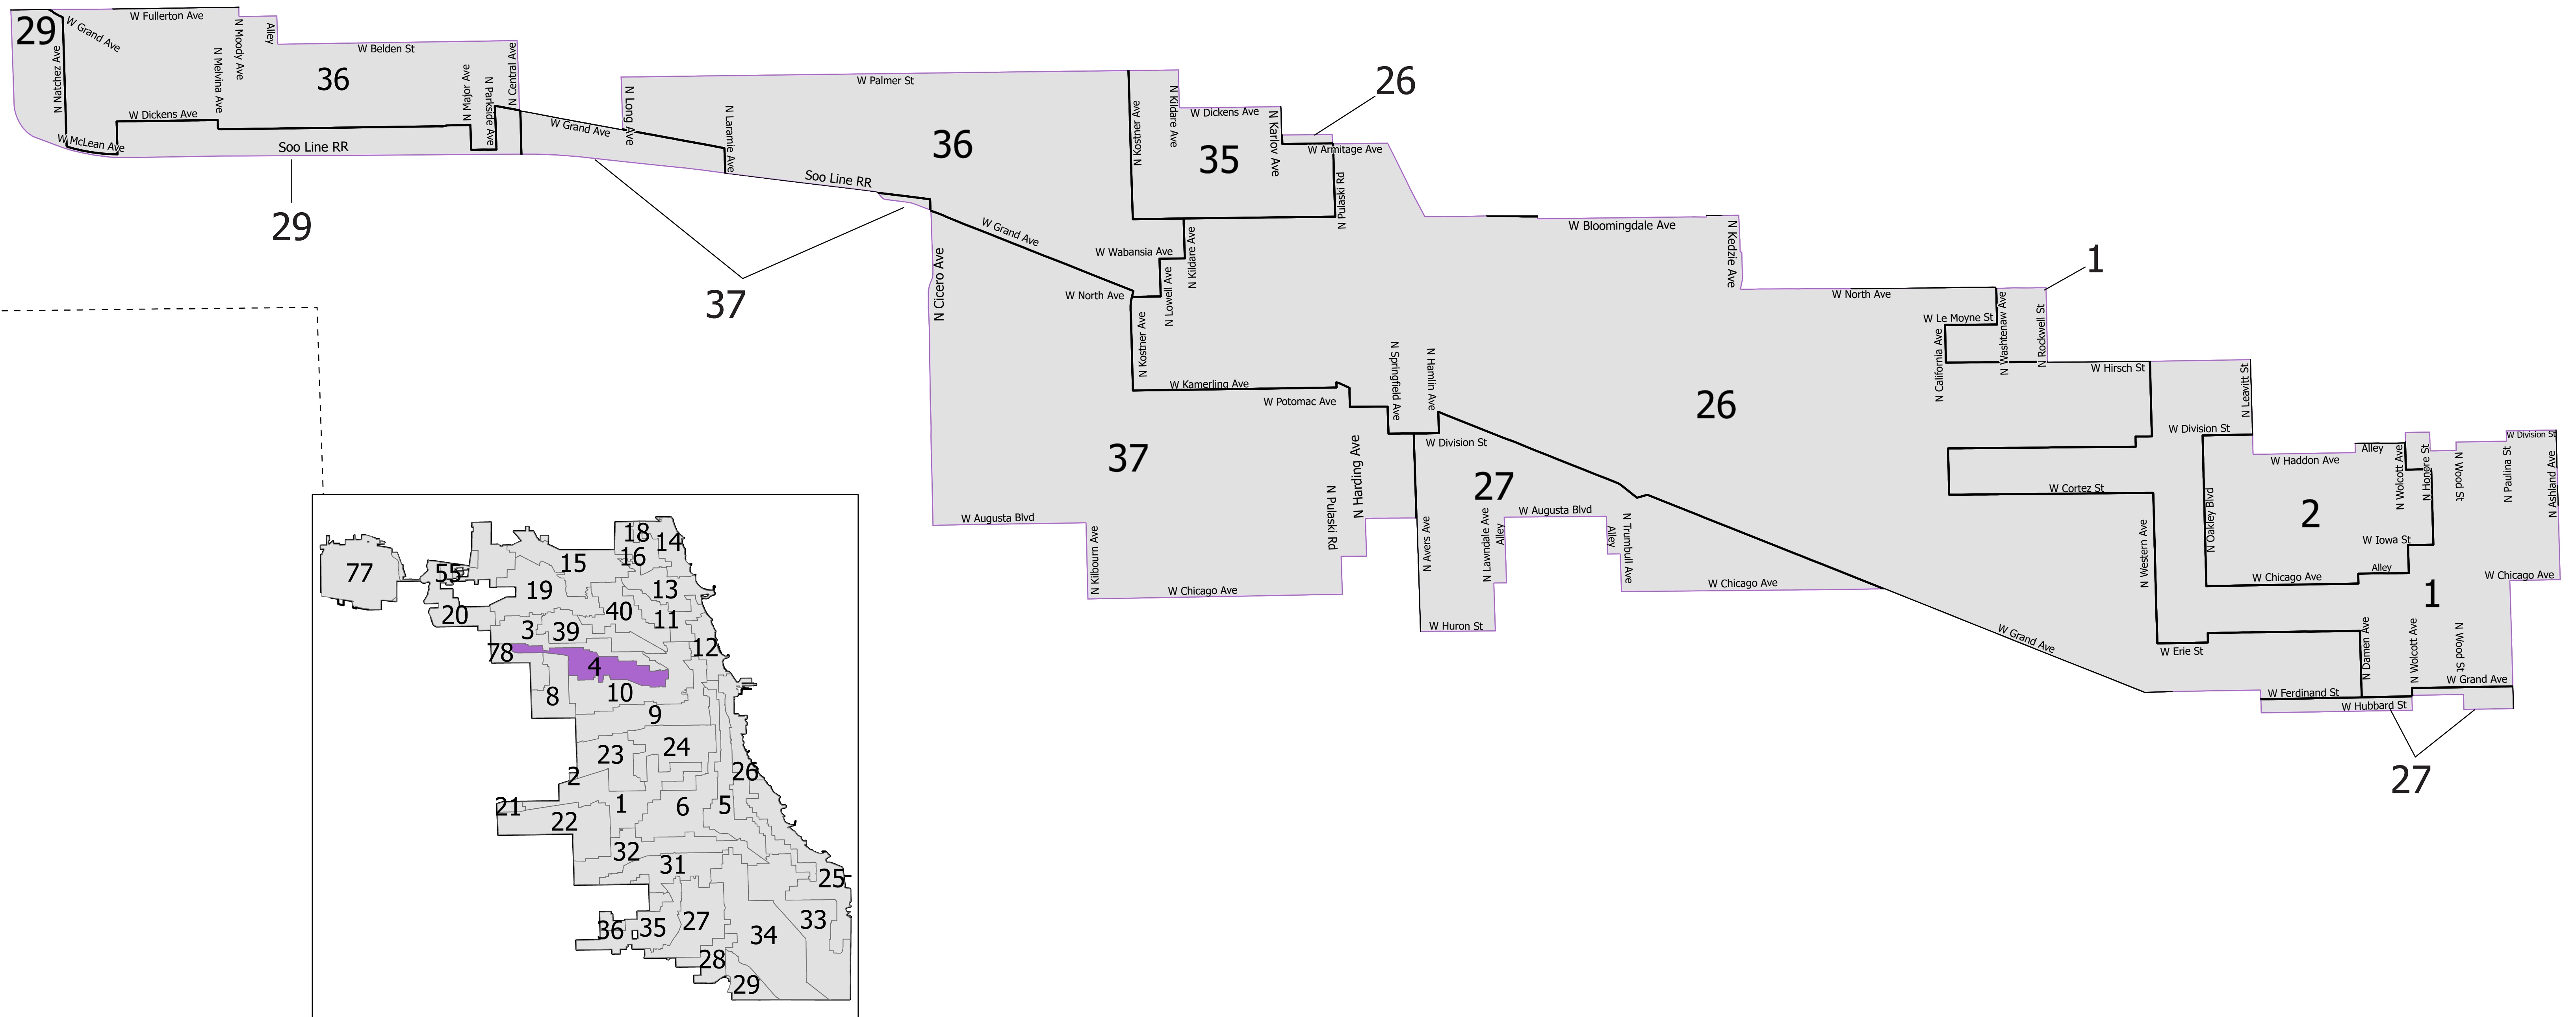 29
W Grand Ave
N Natchez Ave
W Fullerton Ave
N Moody Ave
Alley
N Melvina Ave
W Belden St
36
W Dickens Ave
W McLean Ave
Soo Line RR
29
N Major Ave
N Parkside Ave
N Central Ave
W Grand Ave
N Long Ave
N Laramie Ave
W Palmer St
36
Soo Line RR
37
W Grand Ave
N Cicero Ave
N Kostner Ave
N Kildare Ave
W Dickens Ave
N Karlov Ave
35
26
W Armitage Ave
N Pulaski Rd
W Wabansia Ave
N Kildare Ave
W North Ave
N Lowell Ave
N Kostner Ave
W Kamerling Ave
W Potomac Ave
N Springfield Ave
N Hamlin Ave
W Division St
37
W Augusta Blvd
N Kilbourn Ave
W Chicago Ave
N Pulaski Rd
N Harding Ave
N Avers Ave
27
W Huron St
N Lawndale Ave
Alley
W Augusta Blvd
Alley
N Trumbull Ave
W Chicago Ave
W Bloomingdale Ave
N Kedzie Ave
26
W North Ave
1
W Le Moyne St
N California Ave
N Washtenaw Ave
N Rockwell St
W Hirsch St
N Leavitt St
W Division St
W Cortez St
N Western Ave
W Grand Ave
W Haddon Ave
Alley
N Wolcott Ave
N Honore St
N Wood St
N Paulina St
W Division St
N Ashland Ave
N Oakley Blvd
2
W Iowa St
Alley
W Chicago Ave
W Chicago Ave
1
W Erie St
N Damen Ave
N Wolcott Ave
N Wood St
W Grand Ave
W Ferdinand St
W Hubbard St
27
77
55
20
18
14
16
15
19
13
40
11
3
39
12
78
4
8
10
9
23
24
2
26
21
1
6
5
22
32
31
25
36
35
27
34
33
28
29